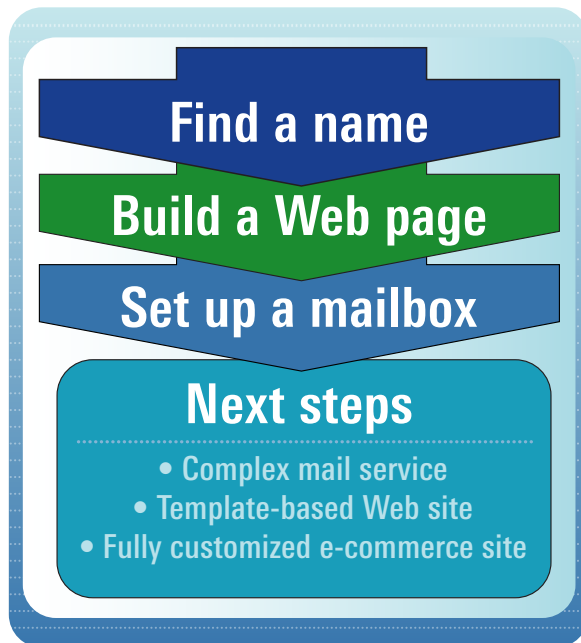 Find a name
Build a Web page
Set up a mailbox
Next steps
• Complex mail service
• Template-based Web site
• Fully customized e-commerce site